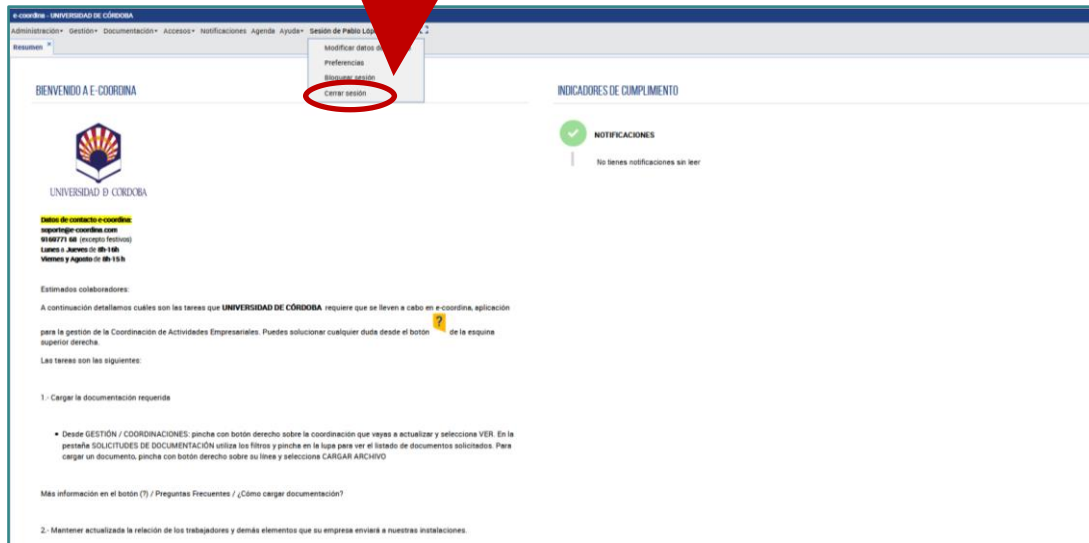 e-coordina - UNIVERSIDAD DE CÓRDOBA
Administración Gestión Documentación Accesos Notificaciones Agenda Ayuda Sesión de Pablo
Resumen
Modificar datos
Preferencias
Bloquear sesión
Cerrar sesión
BIENVENIDO A E-COORDINA
INDICADORES DE CUMPLIMIENTO
NOTIFICACIONES
No tienes notificaciones sin leer
UNIVERSIDAD D CORDOBA
Datos de contacto e-coordina:
soporte@e-coordina.com
9169771 68 (excepto festivos)
Lunes a Jueves de 8h-16h
Viernes y Agosto de 8h-15 h
Estimados colaboradores:
A continuación detallamos cuáles son las tareas que UNIVERSIDAD DE CÓRDOBA requiere que se lleven a cabo en e-coordina, aplicación
para la gestión de la Coordinación de Actividades Empresariales. Puedes solucionar cualquier duda desde el botón ? de la esquina
superior derecha.
Las tareas son las siguientes:
1.- Cargar la documentación requerida
• Desde GESTIÓN / COORDINACIONES: pincha con botón derecho sobre la coordinación que vayas a actualizar y selecciona VER. En la
pestaña SOLICITUDES DE DOCUMENTACIÓN utiliza los filtros y pincha en la lupa para ver el listado de documentos solicitados. Para
cargar un documento, pincha con botón derecho sobre su línea y selecciona CARGAR ARCHIVO
Más información en el botón (?) / Preguntas Frecuentes / ¿Cómo cargar documentación?
2.- Mantener actualizada la relación de los trabajadores y demás elementos que su empresa enviará a nuestras instalaciones.